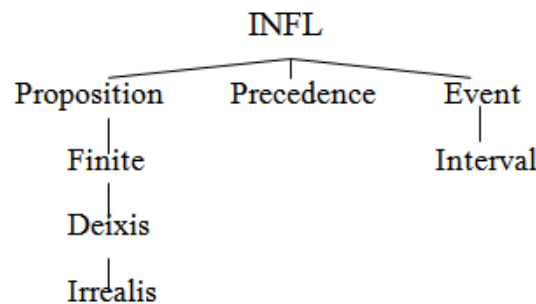 INFL
Proposition Precedence Event
Finite Interval
Deixis
Irrealis